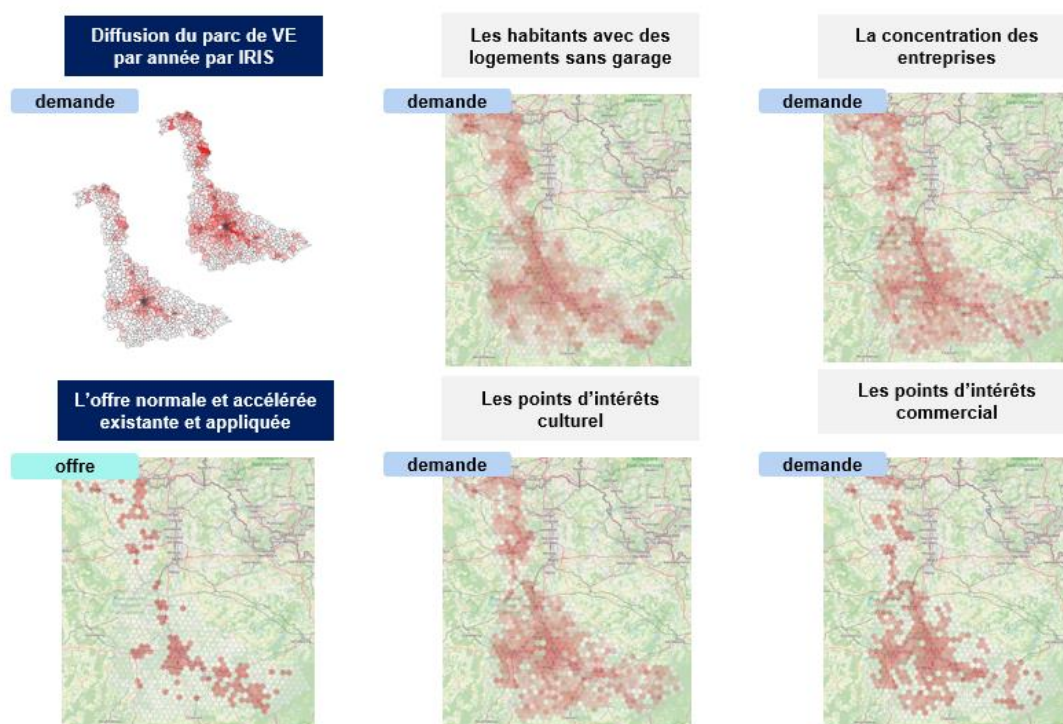 Diffusion du parc de VE
par année par IRIS
demande
Les habitants avec des
logements sans garage
demande
La concentration des
entreprises
demande
L'offre normale et accélérée
existante et appliquée
offre
Les points d'intérêts
culturel
demande
Les points d'intérêts
commercial
demande